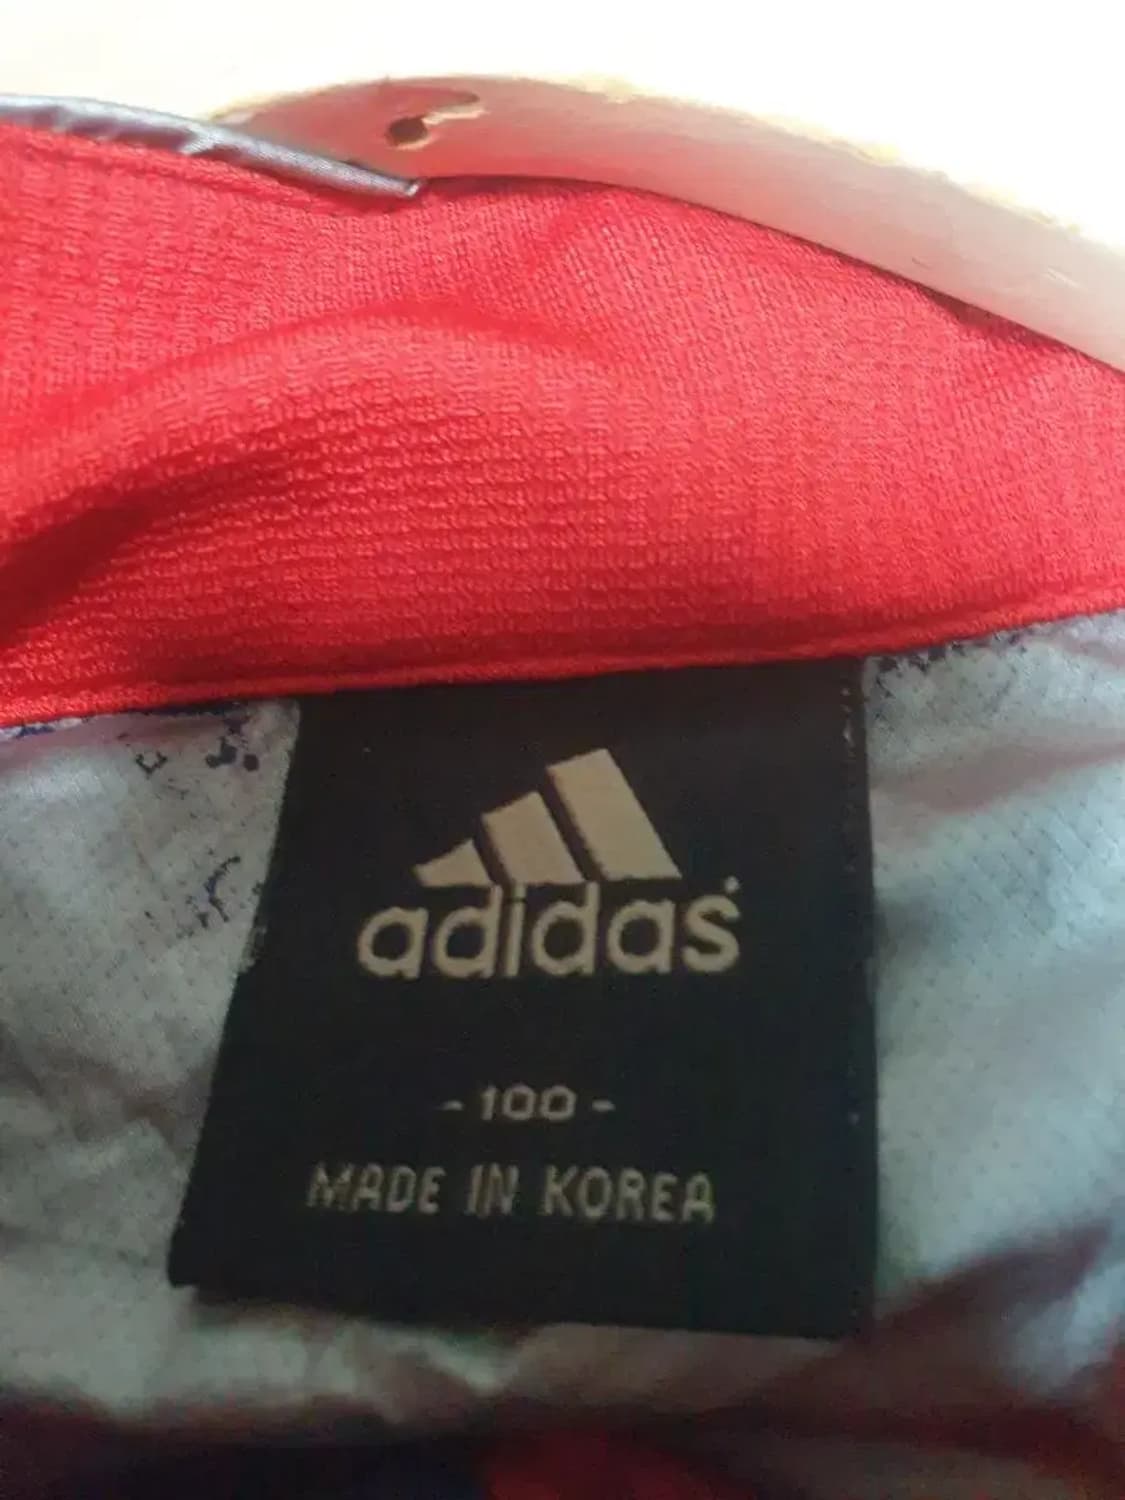 adidas
- 100 -
MADE IN KOREA